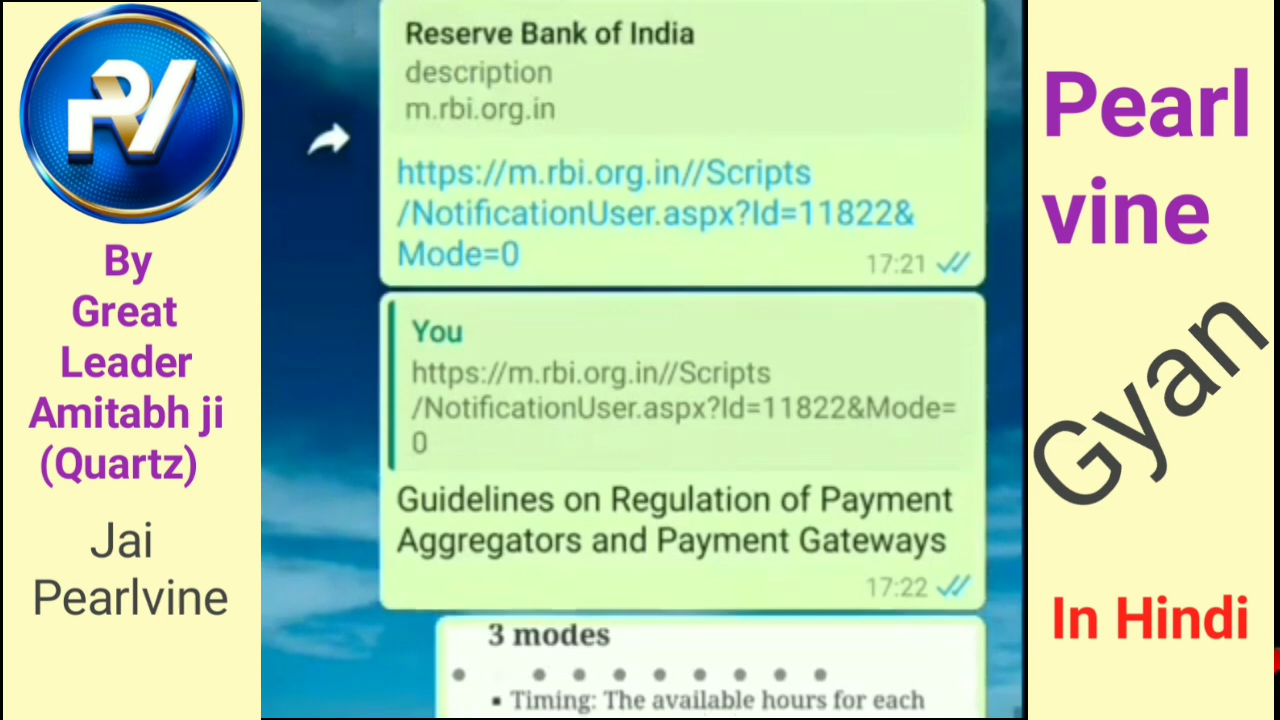 PV
By
Great
Leader
Amitabh ji
(Quartz)
Jai
Pearlvine
Reserve Bank of India
description
m.rbi.org.in
https://m.rbi.org.in//Scripts
/NotificationUser.aspx?Id=11822&
Mode=0
17:21
You
https://m.rbi.org.in//Scripts
/NotificationUser.aspx?Id=11822&Mode=
0
Guidelines on Regulation of Payment
Aggregators and Payment Gateways
17:22
3 modes
▪ Timing: The available hours for each
Pearl
vine
Gyan
In Hindi